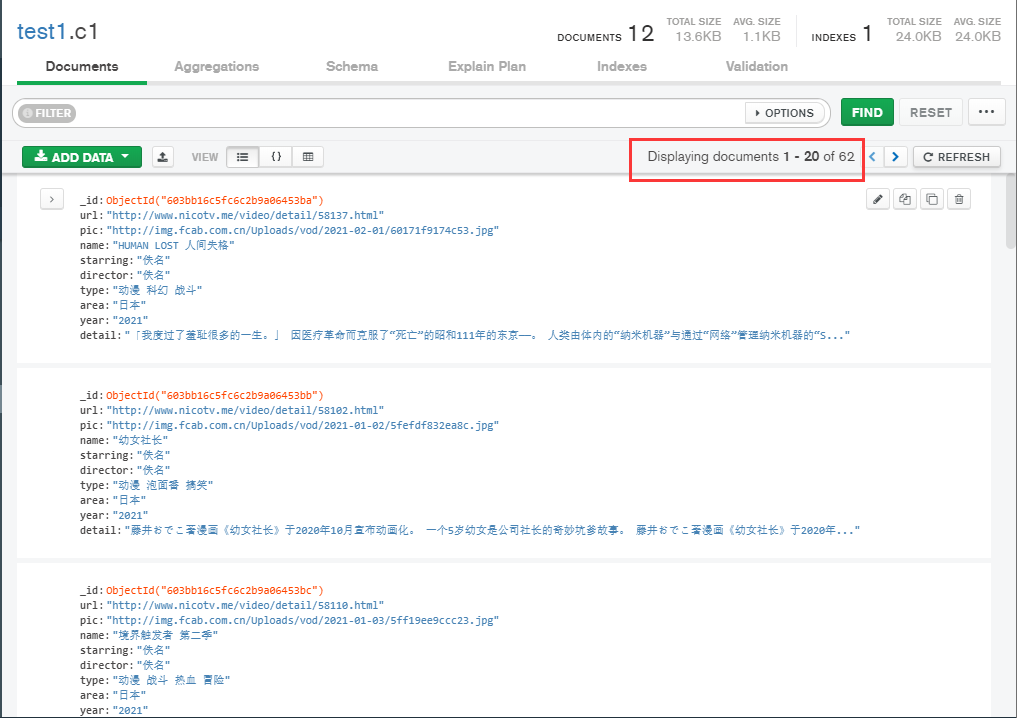 test1.c1
DOCUMENTS 12 TOTAL SIZE 13.6KB AVG. SIZE 1.1KB INDEXES 1 TOTAL SIZE 24.0KB AVG. SIZE 24.0KB
Documents Aggregations Schema Explain Plan Indexes Validation
FILTER OPTIONS FIND RESET ...
ADD DATA VIEW {} Displaying documents 1 - 20 of 62 < > REFRESH
_id: ObjectId("603bb16c5fc6c2b9a06453ba")
url: "http://www.nicotv.me/video/detail/58137.html"
pic: "http://img.fcab.com.cn/Uploads/vod/2021-02-01/60171f9174c53.jpg"
name: "HUMAN LOST 人间失格"
starring: "佚名"
director: "佚名"
type: "动漫 科幻 战斗"
area: "日本"
year: "2021"
detail: "「我度过了羞耻很多的一生。」 因医疗革命而克服了“死亡”的昭和111年的东京——。 人类由体内的“纳米机器”与通过“网络”管理纳米机器的“S..."
_id: ObjectId("603bb16c5fc6c2b9a06453bb")
url: "http://www.nicotv.me/video/detail/58102.html"
pic: "http://img.fcab.com.cn/Uploads/vod/2021-01-02/5fefdf832ea8c.jpg"
name: "幼女社长"
starring: "佚名"
director: "佚名"
type: "动漫 泡面番 搞笑"
area: "日本"
year: "2021"
detail: "藤井おでこ著漫画《幼女社长》于2020年10月宣布动画化。 一个5岁幼女是公司社长的奇妙坑爹故事。 藤井おでこ著漫画《幼女社长》于2020年..."
_id: ObjectId("603bb16c5fc6c2b9a06453bc")
url: "http://www.nicotv.me/video/detail/58110.html"
pic: "http://img.fcab.com.cn/Uploads/vod/2021-01-03/5ff19ee9ccc23.jpg"
name: "境界触发者 第二季"
starring: "佚名"
director: "佚名"
type: "动漫 战斗 热血 冒险"
area: "日本"
year: "2021"